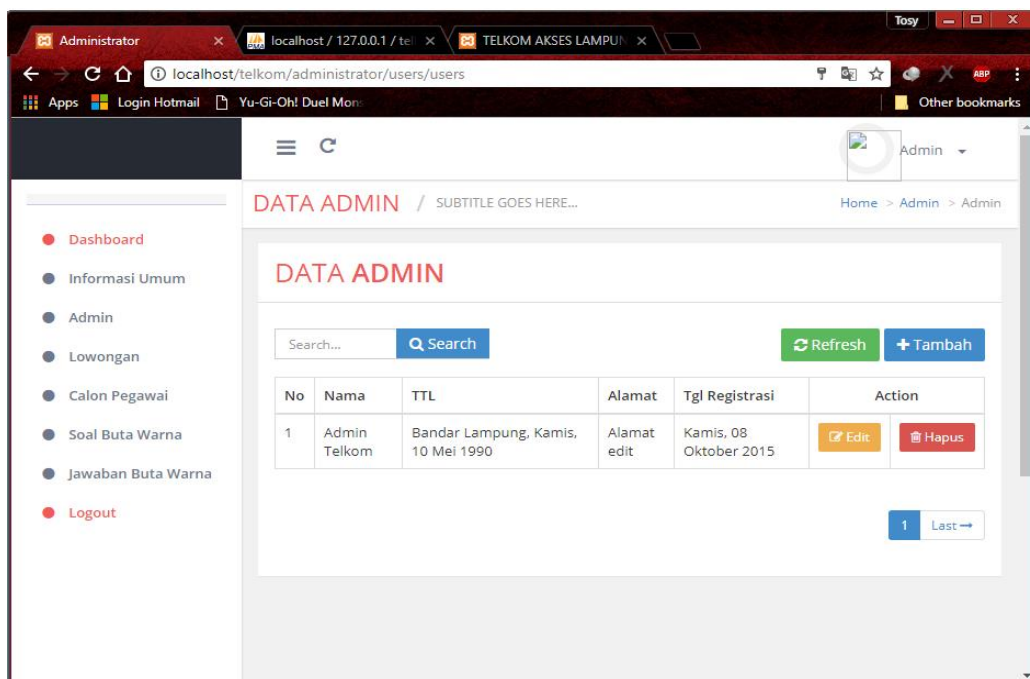 Tosy
Administrator
localhost / 127.0.0.1 / tel
TELKOM AKSES LAMPUN
localhost/telkom/administrator/users/users
ABP
Apps
Login Hotmail
Yu-Gi-Oh! Duel Mon
Other bookmarks
Admin
DATA ADMIN / SUBTITLE GOES HERE...
Home > Admin > Admin
Dashboard
Informasi Umum
Admin
Lowongan
Calon Pegawai
Soal Buta Warna
Jawaban Buta Warna
Logout
DATA ADMIN
Search...
Search
Refresh
Tambah
No Nama TTL Alamat Tgl Registrasi Action
1 Admin Telkom Bandar Lampung, Kamis, 10 Mei 1990 Alamat edit Kamis, 08 Oktober 2015 Edit Hapus
1 Last→